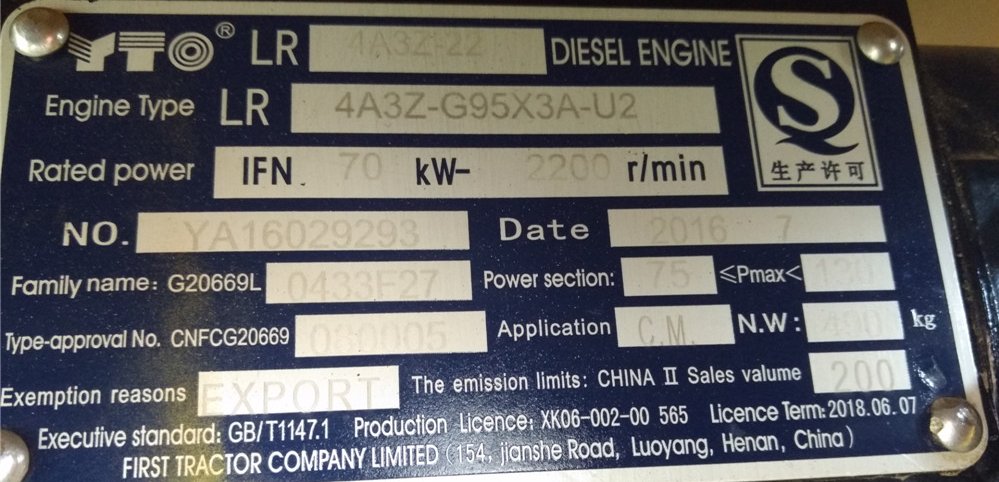 YTO® LR 4A3Z-22 DIESEL ENGINE
Engine Type LR 4A3Z-G95X3A-U2
Rated power IFN 70 kW- 2200 r/min
QS
生产许可
NO. YA16029293 Date 2016 7
Family name: G20669L 0433F27 Power section: 75 ≤Pmax< 130
Type-approval No. CNFCG20669 060005 Application C.M. N.W: 490 kg
Exemption reasons EXPORT The emission limits: CHINA II Sales valume 200
Executive standard: GB/T1147.1 Production Licence: XK06-002-00 565 Licence Term: 2018.06.07
FIRST TRACTOR COMPANY LIMITED (154, jianshe Road, Luoyang, Henan, China)